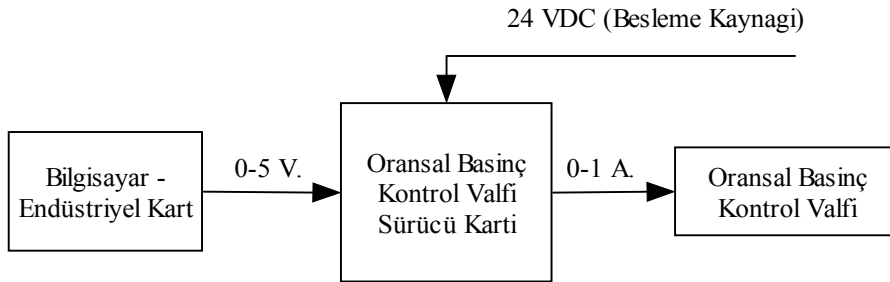 24 VDC (Besleme Kaynagi)
Bilgisayar -
Endüstriyel Kart
0-5 V.
Oransal Basinç
Kontrol Valfi
Sürücü Karti
0-1 A.
Oransal Basinç
Kontrol Valfi